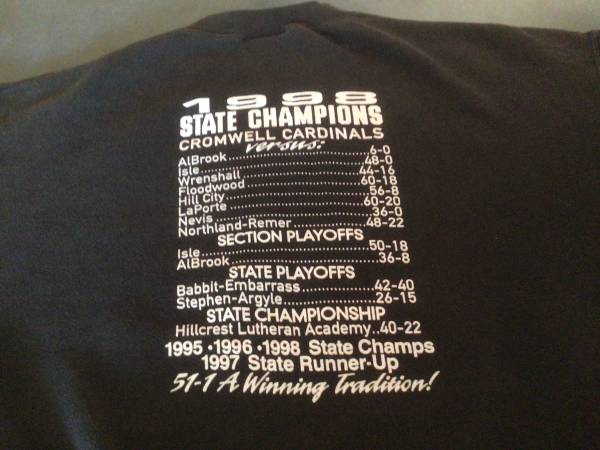 1998
STATE CHAMPIONS
CROMWELL CARDINALS
versus:
AlBrook........................6-0
Isle........................48-0
Wrenshall........................44-16
Floodwood........................60-18
Hill City........................56-8
LaPorte........................60-20
Nevis........................36-0
Northland-Remer..................48-22
SECTION PLAYOFFS
Isle........................50-18
AlBrook........................36-8
STATE PLAYOFFS
Babbit-Embarrass................42-40
Stephen-Argyle...................26-15
STATE CHAMPIONSHIP
Hillcrest Lutheran Academy..40-22
1995 •1996 •1998 State Champs
1997 State Runner-Up
51-1 A Winning Tradition!